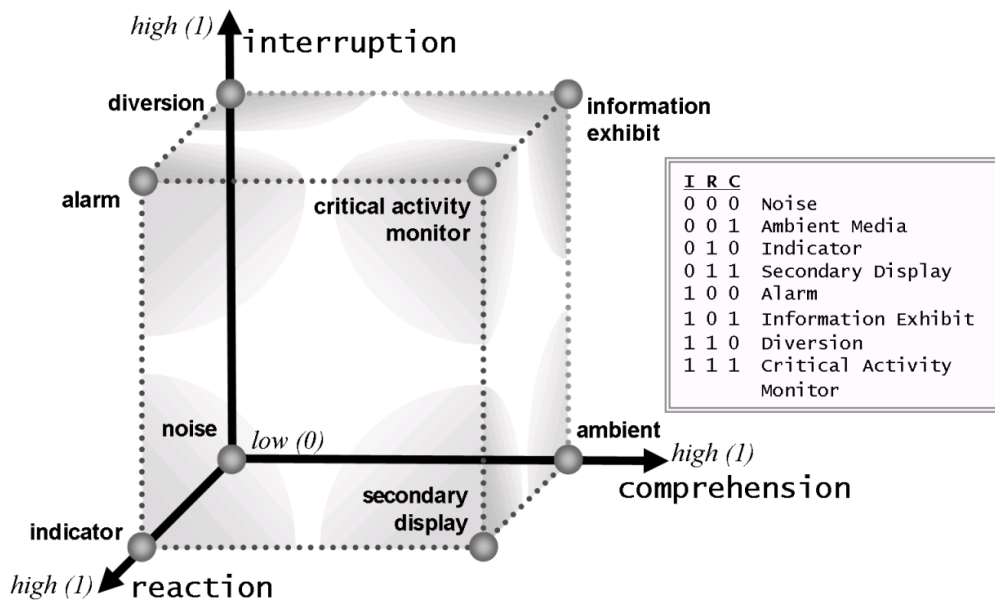 high (1)
interruption
diversion
information
exhibit
alarm
critical activity
monitor
I R C
0 0 0 Noise
0 0 1 Ambient Media
0 1 0 Indicator
0 1 1 Secondary Display
1 0 0 Alarm
1 0 1 Information Exhibit
1 1 0 Diversion
1 1 1 Critical Activity
Monitor
noise
low (0)
ambient
high (1)
comprehension
secondary
display
indicator
high (1)
reaction